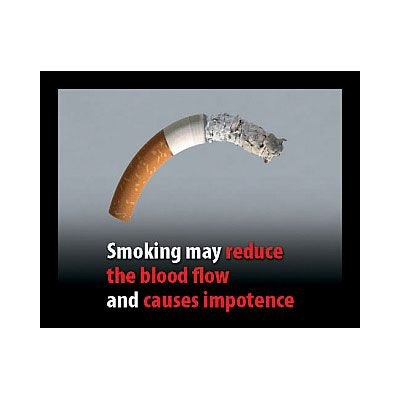 Smoking may reduce
the blood flow
and causes impotence